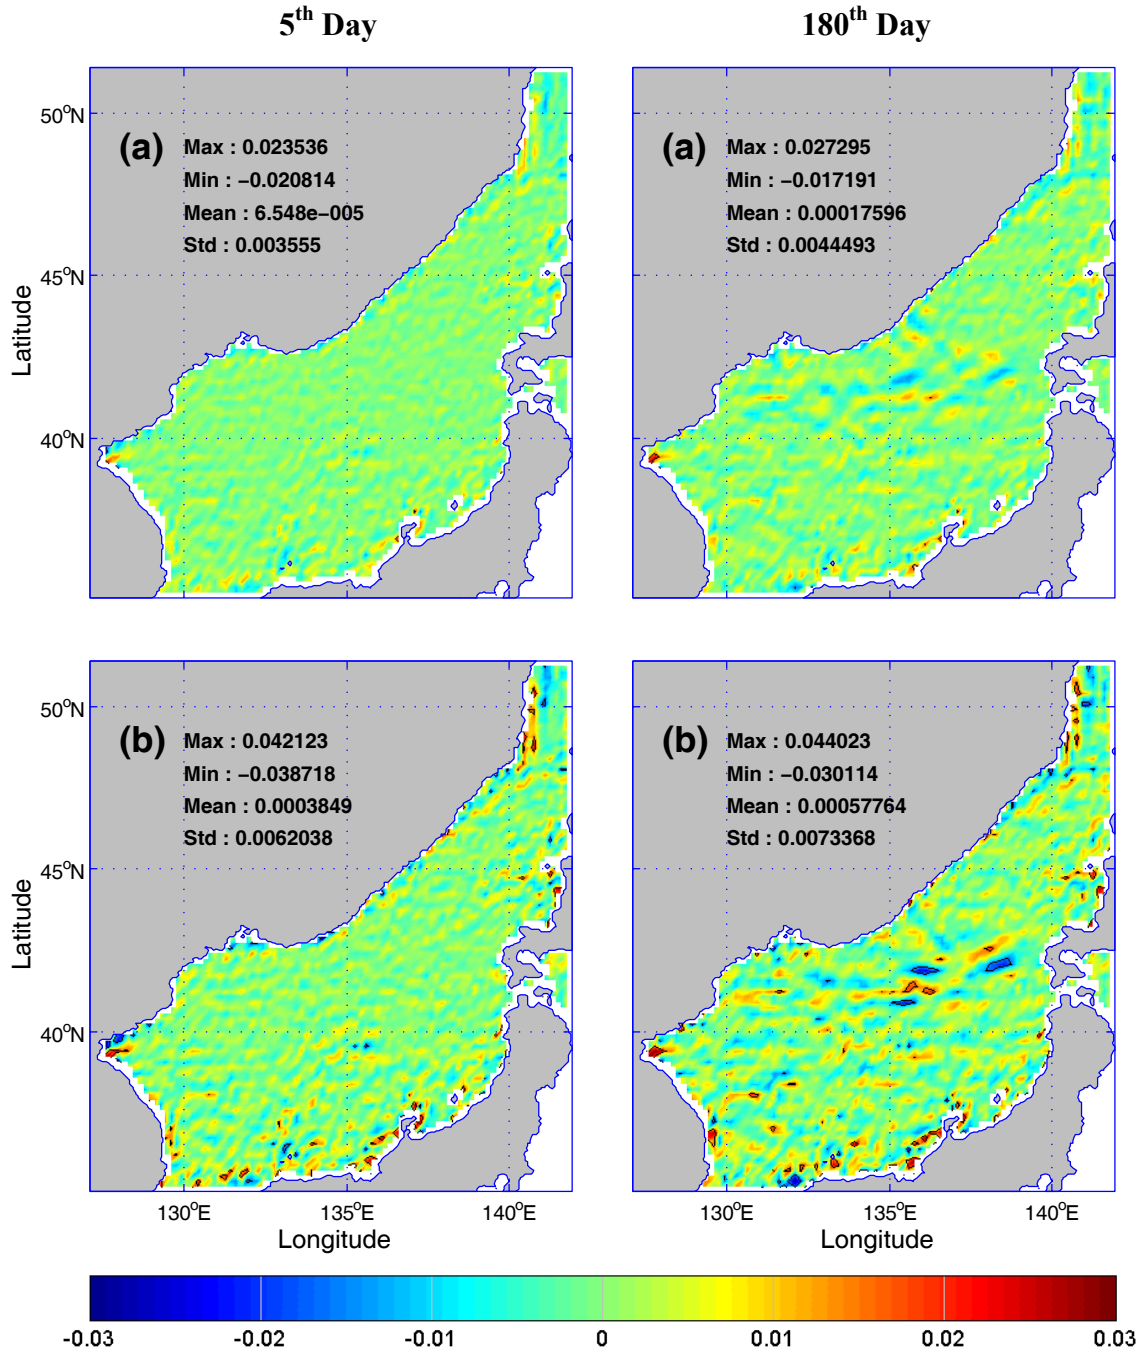 5th Day
180th Day
50°N
45°N
40°N
Latitude
(a)
Max : 0.023536
Min : −0.020814
Mean : 6.548e−005
Std : 0.003555
(a)
Max : 0.027295
Min : −0.017191
Mean : 0.00017596
Std : 0.0044493
50°N
45°N
40°N
Latitude
(b)
Max : 0.042123
Min : −0.038718
Mean : 0.0003849
Std : 0.0062038
(b)
Max : 0.044023
Min : −0.030114
Mean : 0.00057764
Std : 0.0073368
130°E 135°E 140°E
Longitude
130°E 135°E 140°E
Longitude
-0.03 -0.02 -0.01 0 0.01 0.02 0.03